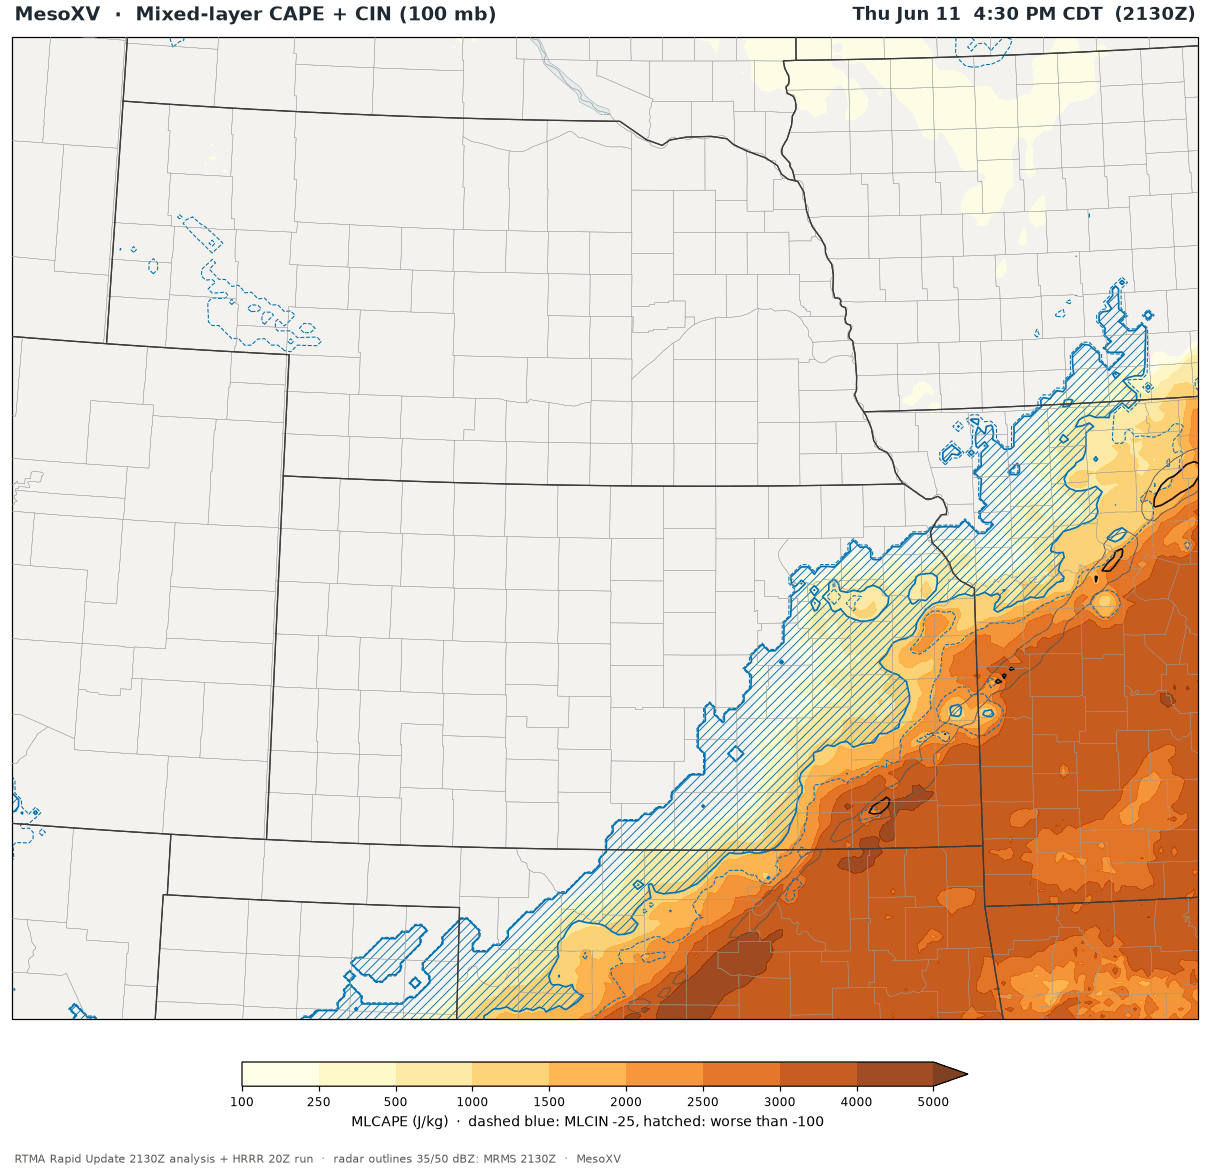 MesoXV · Mixed-layer CAPE + CIN (100 mb)
Thu Jun 11 4:30 PM CDT (2130Z)
100 250 500 1000 1500 2000 2500 3000 4000 5000
MLCAPE (J/kg) · dashed blue: MLCIN -25, hatched: worse than -100
RTMA Rapid Update 2130Z analysis + HRRR 20Z run · radar outlines 35/50 dBZ: MRMS 2130Z · MesoXV